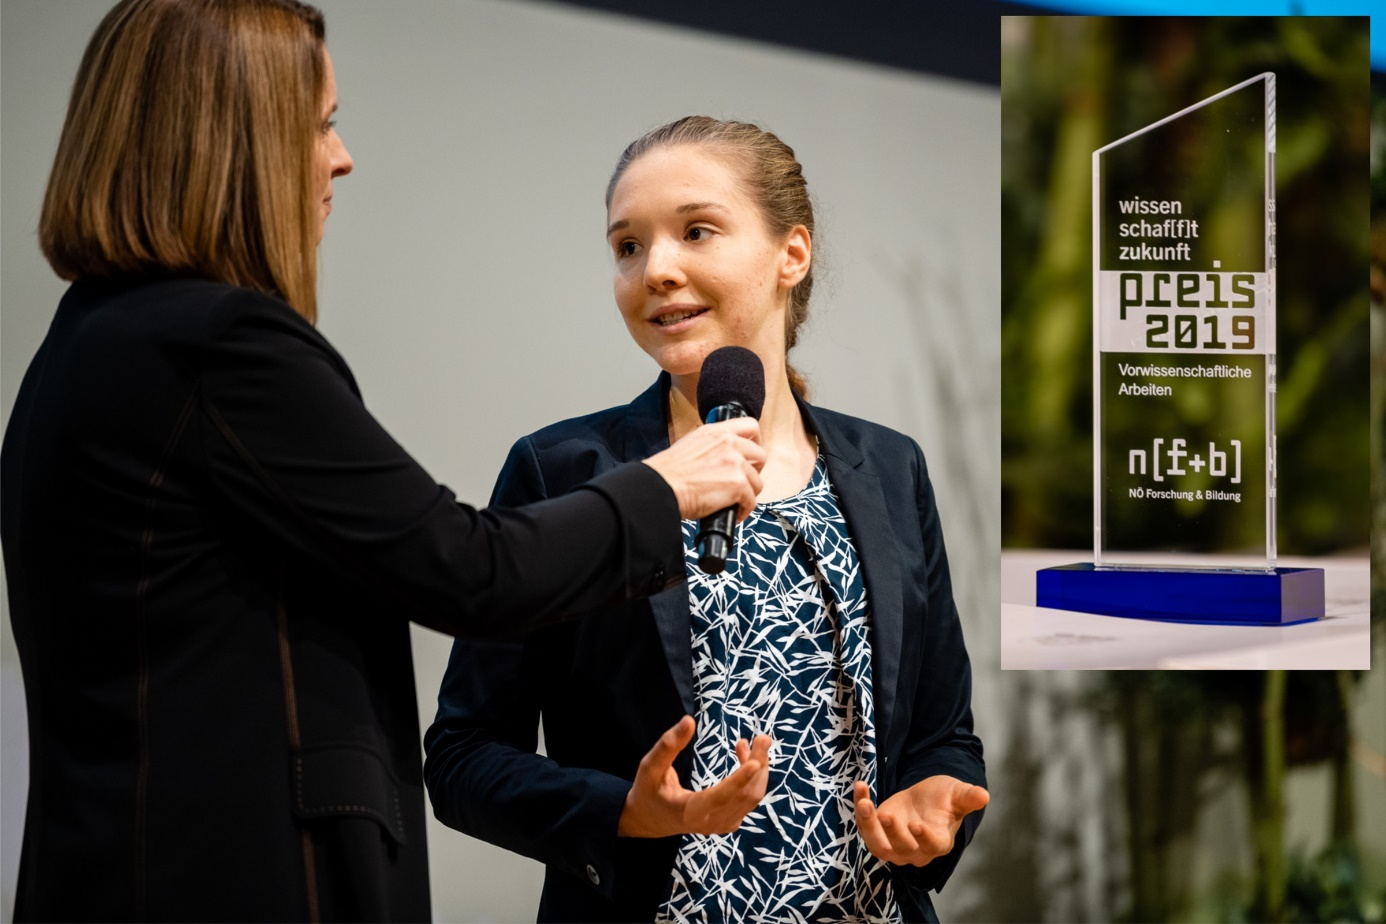 wissen
schaf[f]t
zukunft
preis
2019
Vorwissenschaftliche
Arbeiten
n[f+b]
NÖ Forschung & Bildung